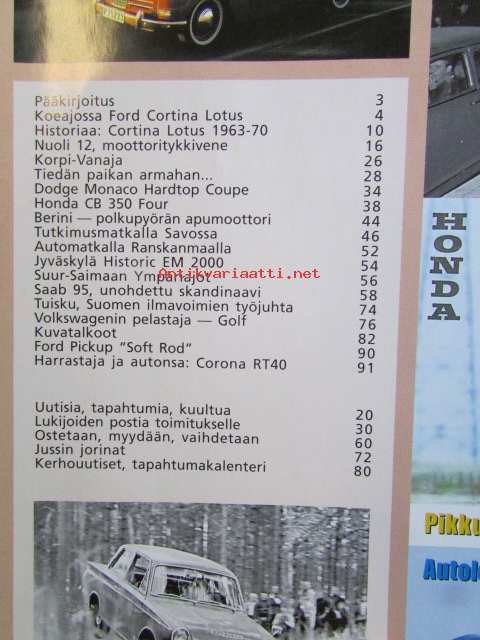 Pääkirjoitus 3
Koeajossa Ford Cortina Lotus 4
Historiaa: Cortina Lotus 1963-70 10
Nuoli 12, moottoritykkivene 16
Korpi-Vanaja 26
Tiedän paikan armahan... 28
Dodge Monaco Hardtop Coupe 34
Honda CB 350 Four 38
Berini — polkupyörän apumoottori 44
Tutkimusmatkalla Savossa 46
Automatkalla Ranskanmaalla 52
Jyväskylä Historic EM 2000 54
Suur-Saimaan Ympäriajot 56
Saab 95, unohdettu skandinaavi 58
Tuisku, Suomen ilmavoimien työjuhta 74
Volkswagenin pelastaja — Golf 76
Kuvatalkoot 82
Ford Pickup "Soft Rod" 90
Harrastaja ja autonsa: Corona RT40 91
Uutisia, tapahtumia, kuultua 20
Lukijoiden postia toimitukselle 30
Ostetaan, myydään, vaihdetaan 60
Jussin jorinat 72
Kerhouutiset, tapahtumakalenteri 80
Antikvariaatti.net
HONDA
Pikku